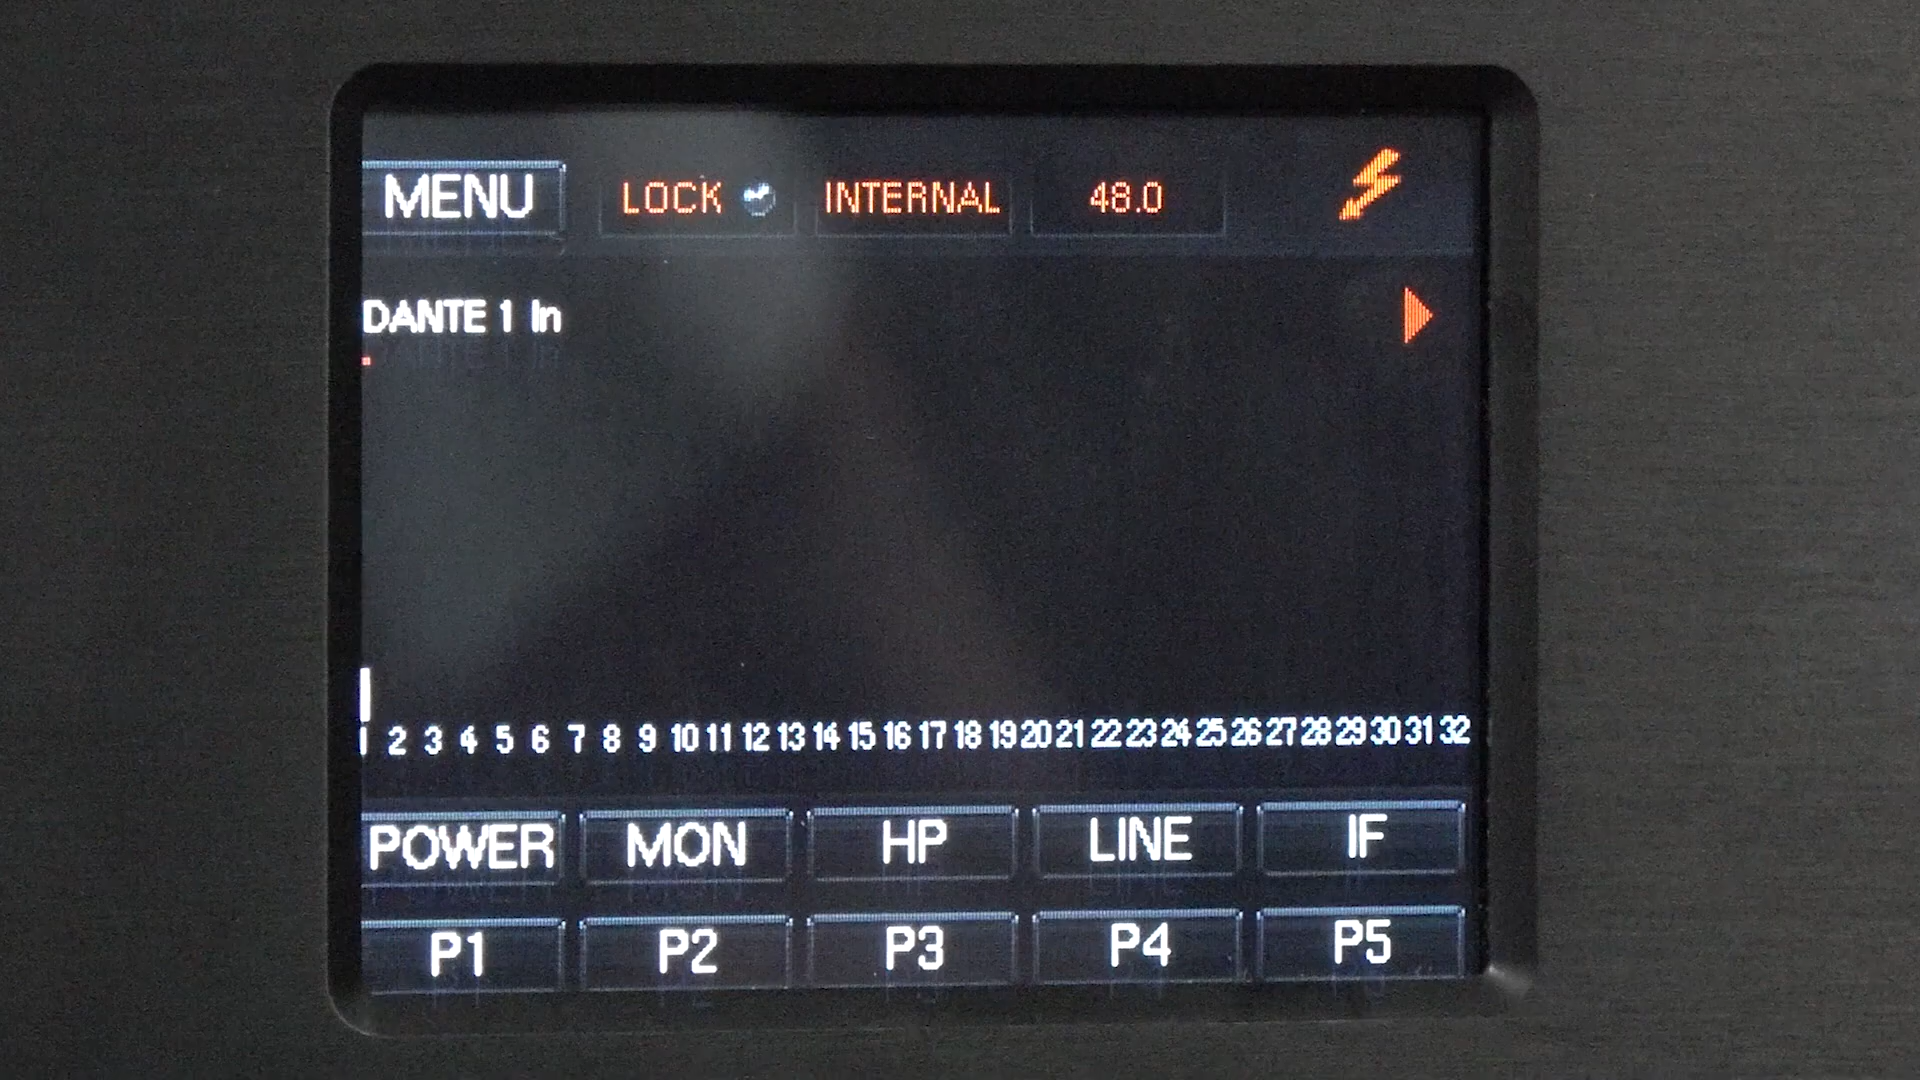 MENU LOCK INTERNAL 48.0
DANTE 1 In
1 2 3 4 5 6 7 8 9 10 11 12 13 14 15 16 17 18 19 20 21 22 23 24 25 26 27 28 29 30 31 32
POWER MON HP LINE IF
P1 P2 P3 P4 P5